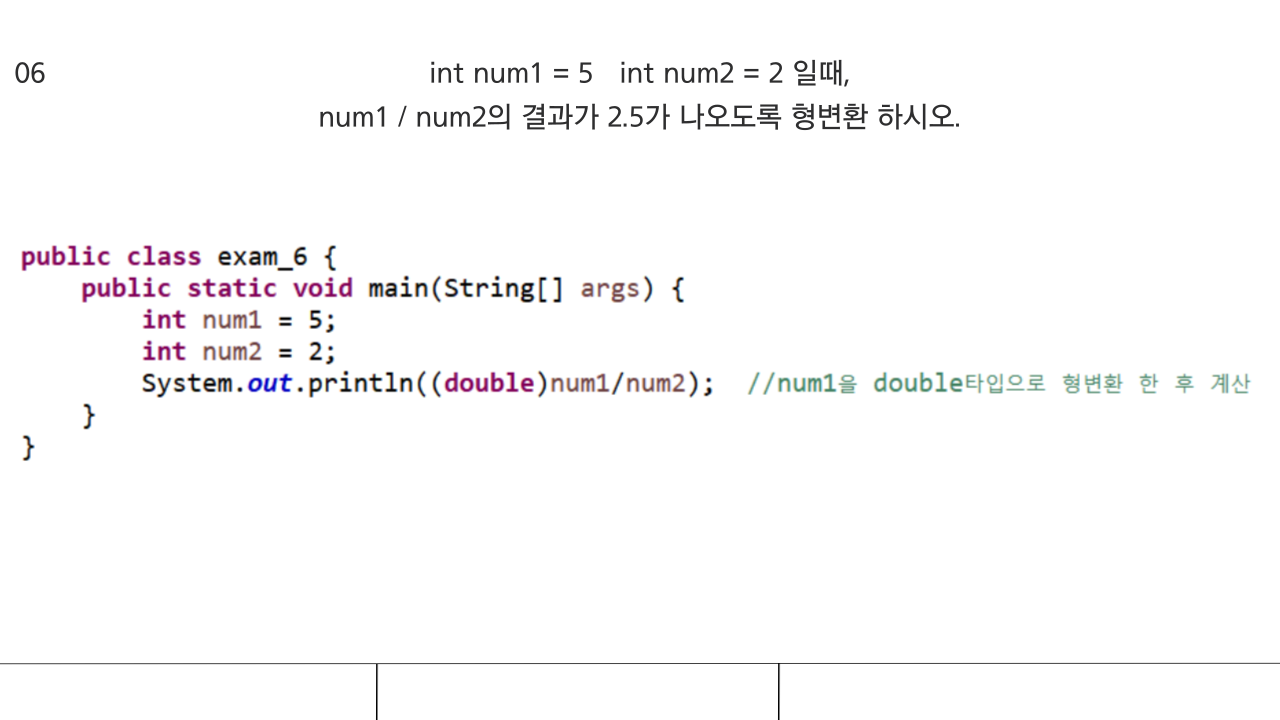 06
int num1 = 5   int num2 = 2 일때,
num1 / num2의 결과가 2.5가 나오도록 형변환 하시오.
public class exam_6 {
    public static void main(String[] args) {
        int num1 = 5;
        int num2 = 2;
        System.out.println((double)num1/num2);  //num1을 double타입으로 형변환 한 후 계산
    }
}